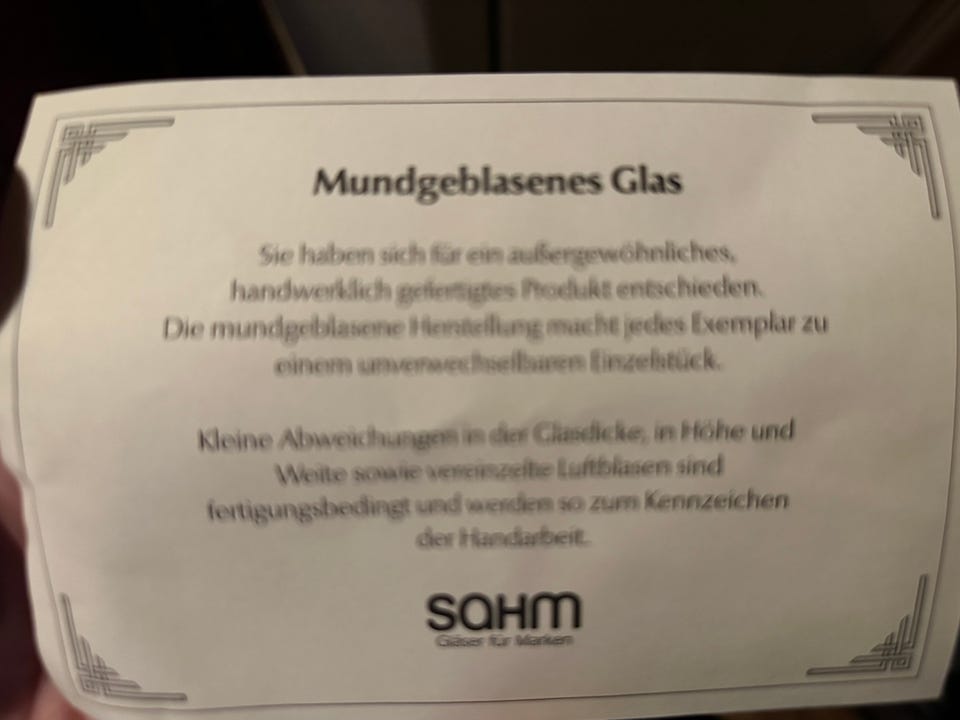 Mundgeblasenes Glas
Sie haben sich für ein außergewöhnliches,
handwerklich gefertigtes Produkt entschieden.
Die mundgeblasene Herstellung macht jedes Exemplar zu
einem unverwechselbaren Einzelstück.
Kleine Abweichungen in der Glasdicke, in Höhe und
Weite sowie vereinzelte Luftblasen sind
fertigungsbedingt und werden so zum Kennzeichen
der Handarbeit.
SAHM
Gläser für Marken